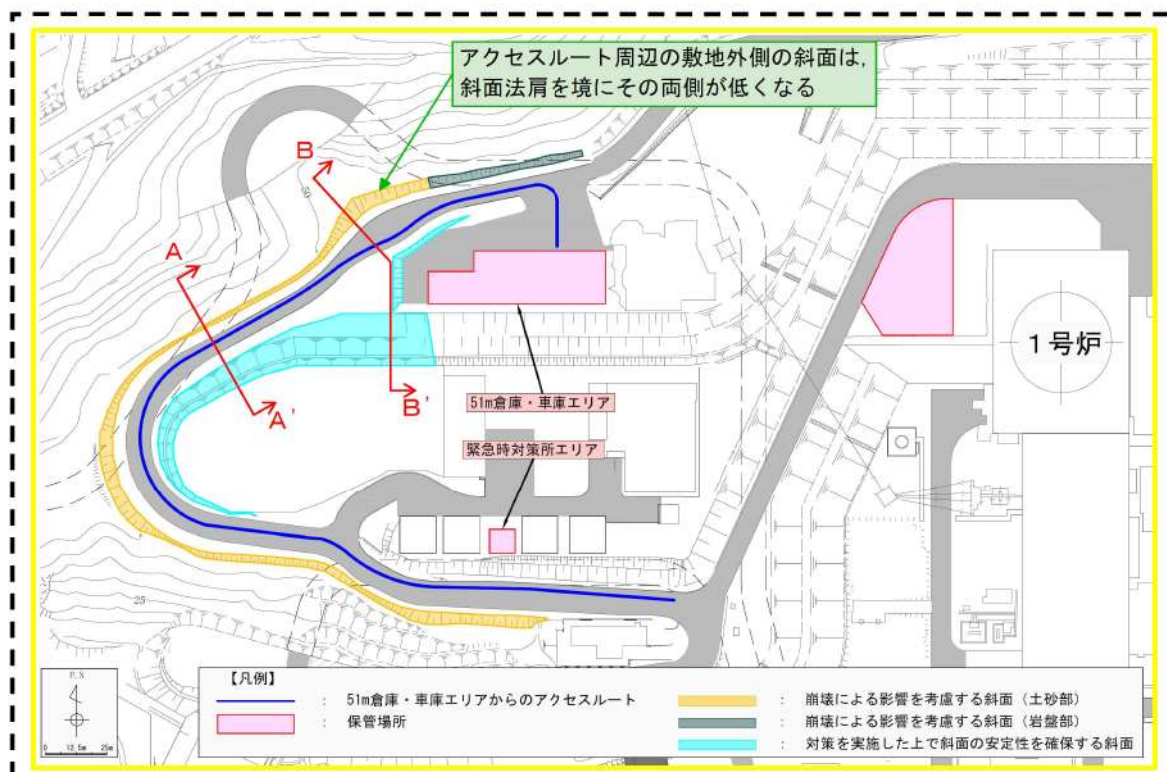 アクセスルート周辺の敷地外側の斜面は,
斜面法肩を境にその両側が低くなる
B
A
1号炉
51m倉庫・車庫エリア
B'
A'
緊急時対策所エリア
25
【凡例】
： 51m倉庫・車庫エリアからのアクセスルート
： 保管場所
： 崩壊による影響を考慮する斜面（土砂部）
： 崩壊による影響を考慮する斜面（岩盤部）
： 対策を実施した上で斜面の安定性を確保する斜面
P.N
0 12.5m 25m